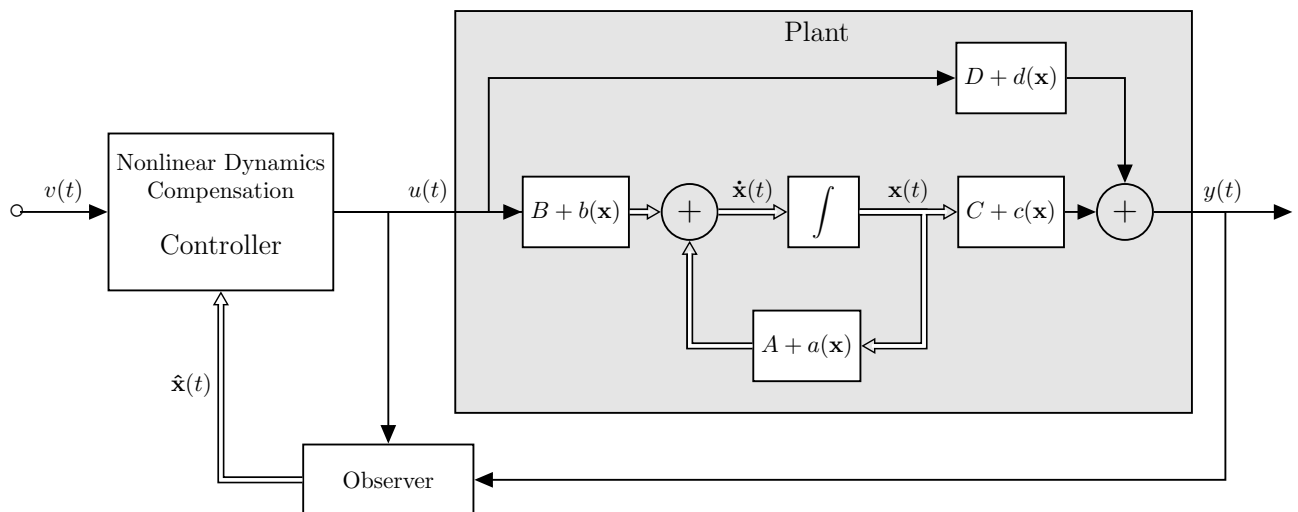 Plant
D + d(𝐱)
Nonlinear Dynamics
Compensation
Controller
v(t)
u(t)
B + b(𝐱)
+
𝐱̇(t)
∫
𝐱(t)
C + c(𝐱)
+
y(t)
A + a(𝐱)
𝐱̂(t)
Observer